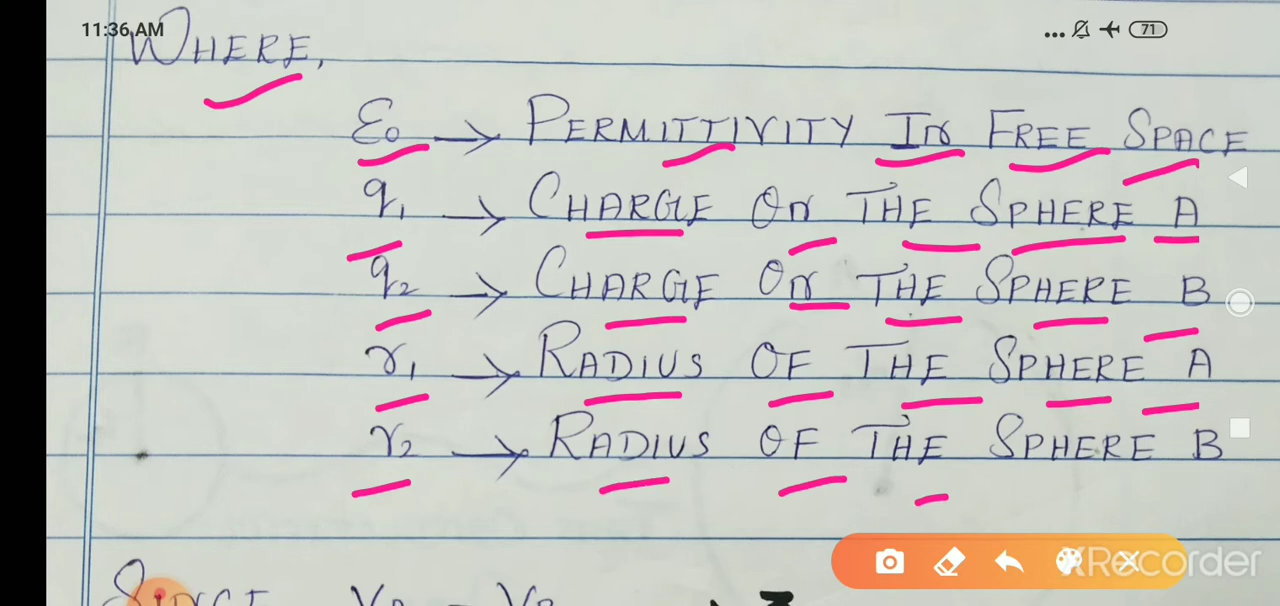 11:36 AM
71
WHERE,
ε₀ → PERMITTIVITY IN FREE SPACE
q₁ → CHARGE ON THE SPHERE A
q₂ → CHARGE ON THE SPHERE B
r₁ → RADIUS OF THE SPHERE A
r₂ → RADIUS OF THE SPHERE B
XRecorder